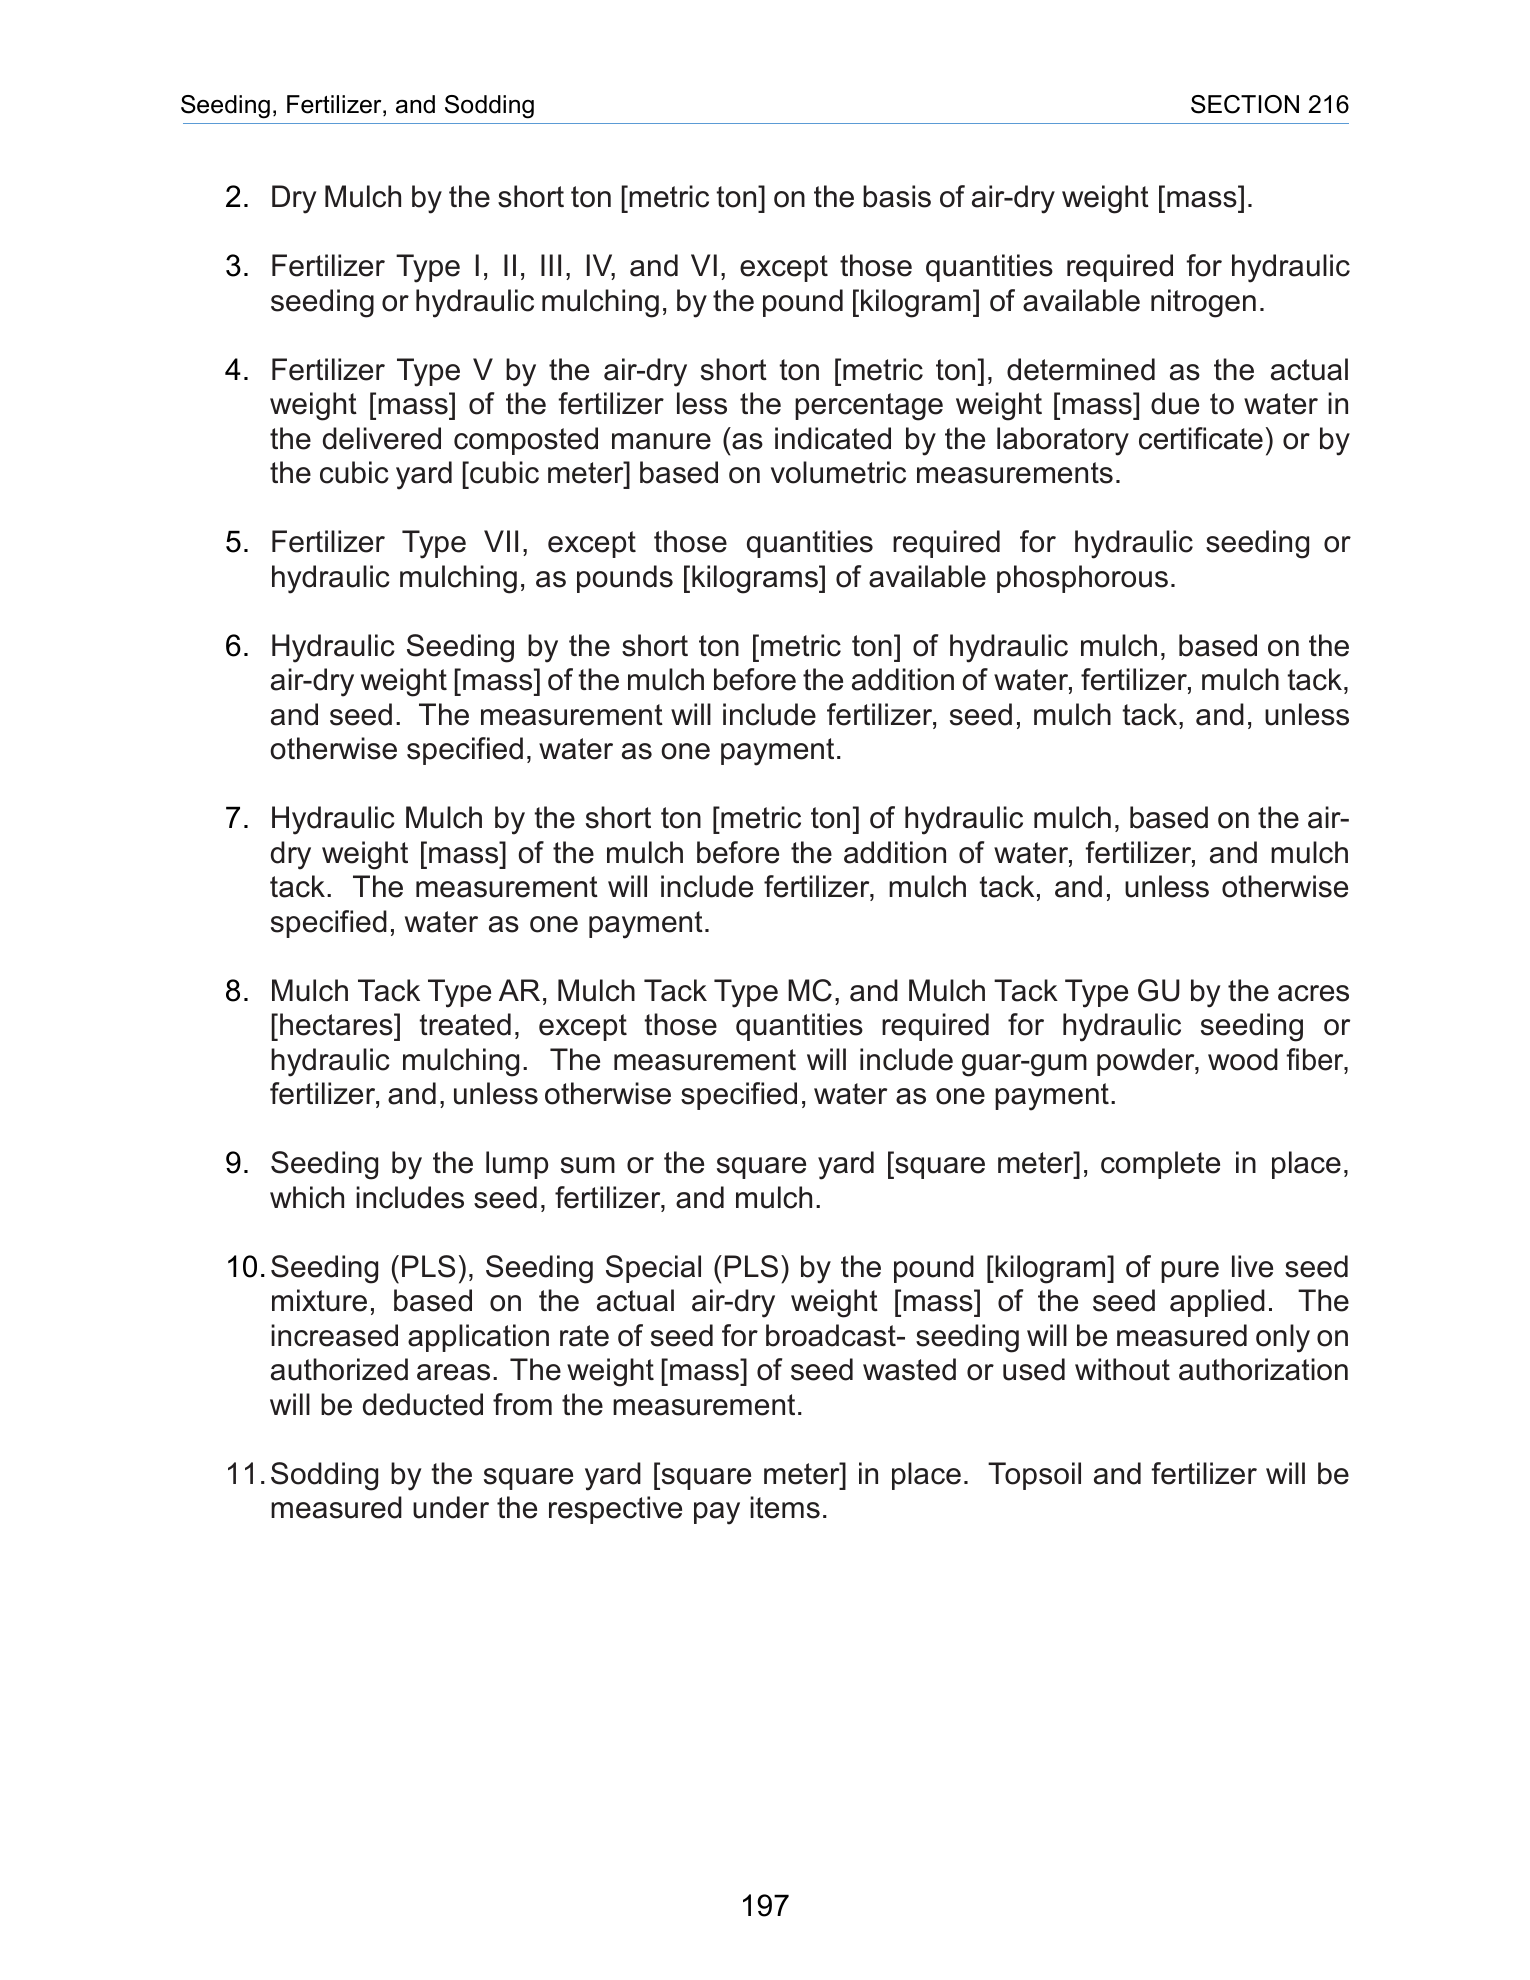 Seeding, Fertilizer, and Sodding SECTION 216
2. Dry Mulch by the short ton [metric ton] on the basis of air-dry weight [mass].
3. Fertilizer Type I, II, III, IV, and VI, except those quantities required for hydraulic
seeding or hydraulic mulching, by the pound [kilogram] of available nitrogen.
4. Fertilizer Type V by the air-dry short ton [metric ton], determined as the actual
weight [mass] of the fertilizer less the percentage weight [mass] due to water in
the delivered composted manure (as indicated by the laboratory certificate) or by
the cubic yard [cubic meter] based on volumetric measurements.
5. Fertilizer Type VII, except those quantities required for hydraulic seeding or
hydraulic mulching, as pounds [kilograms] of available phosphorous.
6. Hydraulic Seeding by the short ton [metric ton] of hydraulic mulch, based on the
air-dry weight [mass] of the mulch before the addition of water, fertilizer, mulch tack,
and seed. The measurement will include fertilizer, seed, mulch tack, and, unless
otherwise specified, water as one payment.
7. Hydraulic Mulch by the short ton [metric ton] of hydraulic mulch, based on the air-
dry weight [mass] of the mulch before the addition of water, fertilizer, and mulch
tack. The measurement will include fertilizer, mulch tack, and, unless otherwise
specified, water as one payment.
8. Mulch Tack Type AR, Mulch Tack Type MC, and Mulch Tack Type GU by the acres
[hectares] treated, except those quantities required for hydraulic seeding or
hydraulic mulching. The measurement will include guar-gum powder, wood fiber,
fertilizer, and, unless otherwise specified, water as one payment.
9. Seeding by the lump sum or the square yard [square meter], complete in place,
which includes seed, fertilizer, and mulch.
10. Seeding (PLS), Seeding Special (PLS) by the pound [kilogram] of pure live seed
mixture, based on the actual air-dry weight [mass] of the seed applied. The
increased application rate of seed for broadcast- seeding will be measured only on
authorized areas. The weight [mass] of seed wasted or used without authorization
will be deducted from the measurement.
11. Sodding by the square yard [square meter] in place. Topsoil and fertilizer will be
measured under the respective pay items.
197